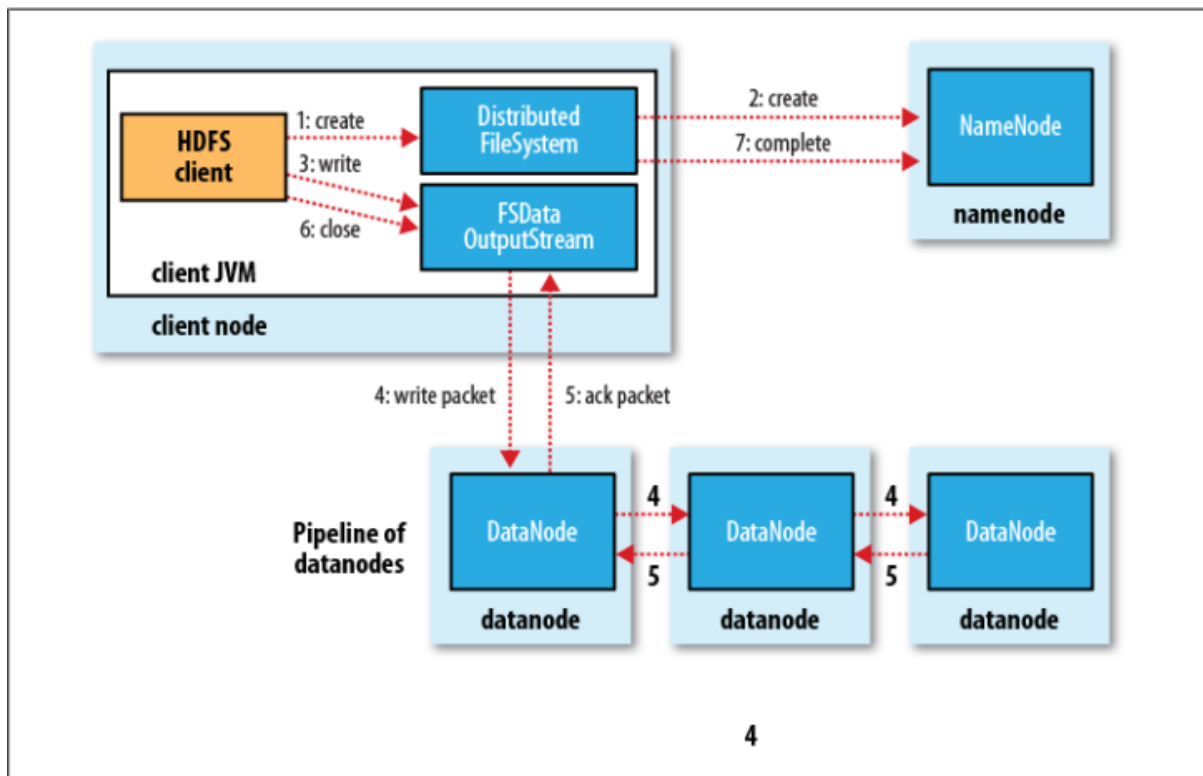 1: create
HDFS
client
3: write
6: close
Distributed
FileSystem
FSData
OutputStream
client JVM
client node
2: create
7: complete
NameNode
namenode
4: write packet
5: ack packet
Pipeline of
datanodes
DataNode
datanode
4
5
DataNode
datanode
4
5
DataNode
datanode
4